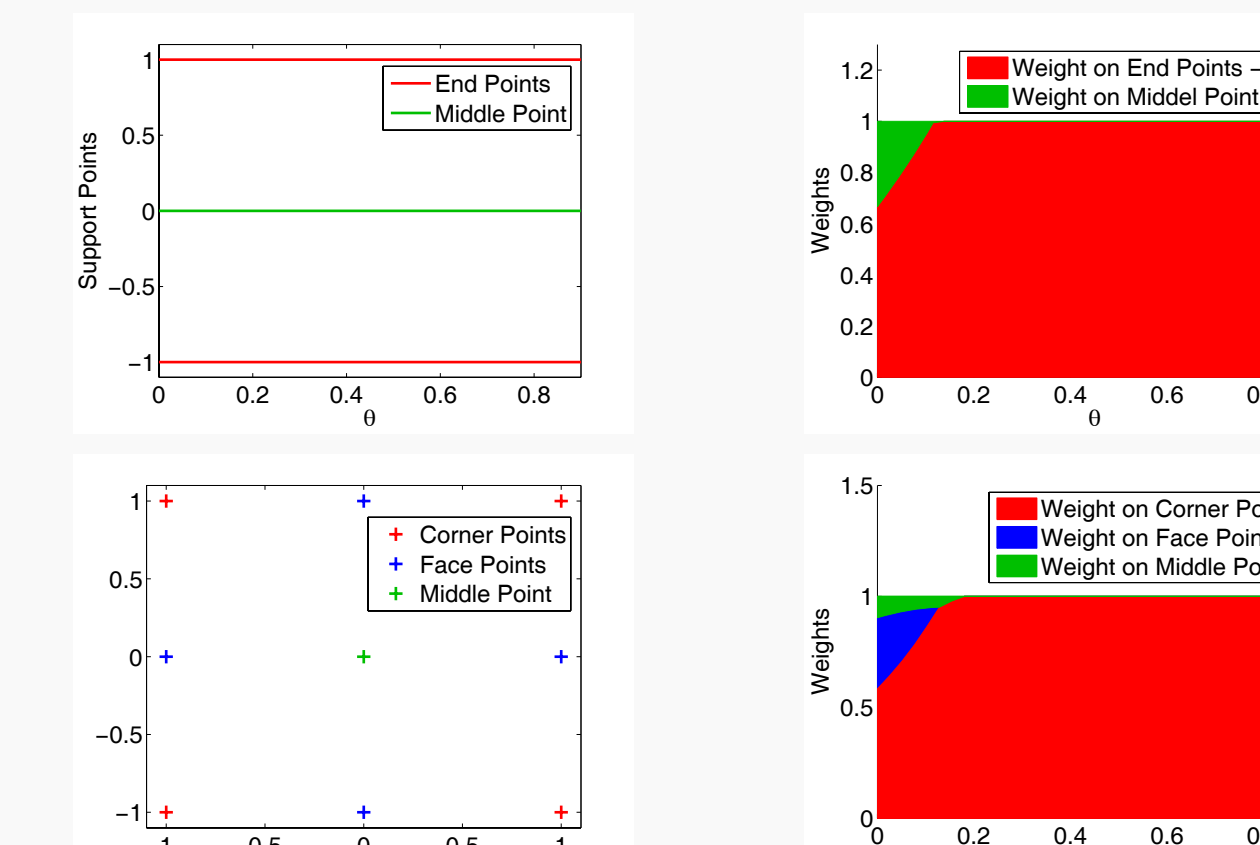 1
0.5
0
−0.5
−1
Support Points
End Points
Middle Point
0 0.2 0.4 0.6 0.8
θ
1.2
1
0.8
0.6
0.4
0.2
0
Weights
Weight on End Points −
Weight on Middel Point
0 0.2 0.4 0.6
θ
1
0.5
0
−0.5
−1
Corner Points
Face Points
Middle Point
1.5
1
0.5
0
Weights
Weight on Corner
Weight on Face
Weight on Middle
0 0.2 0.4 0.6